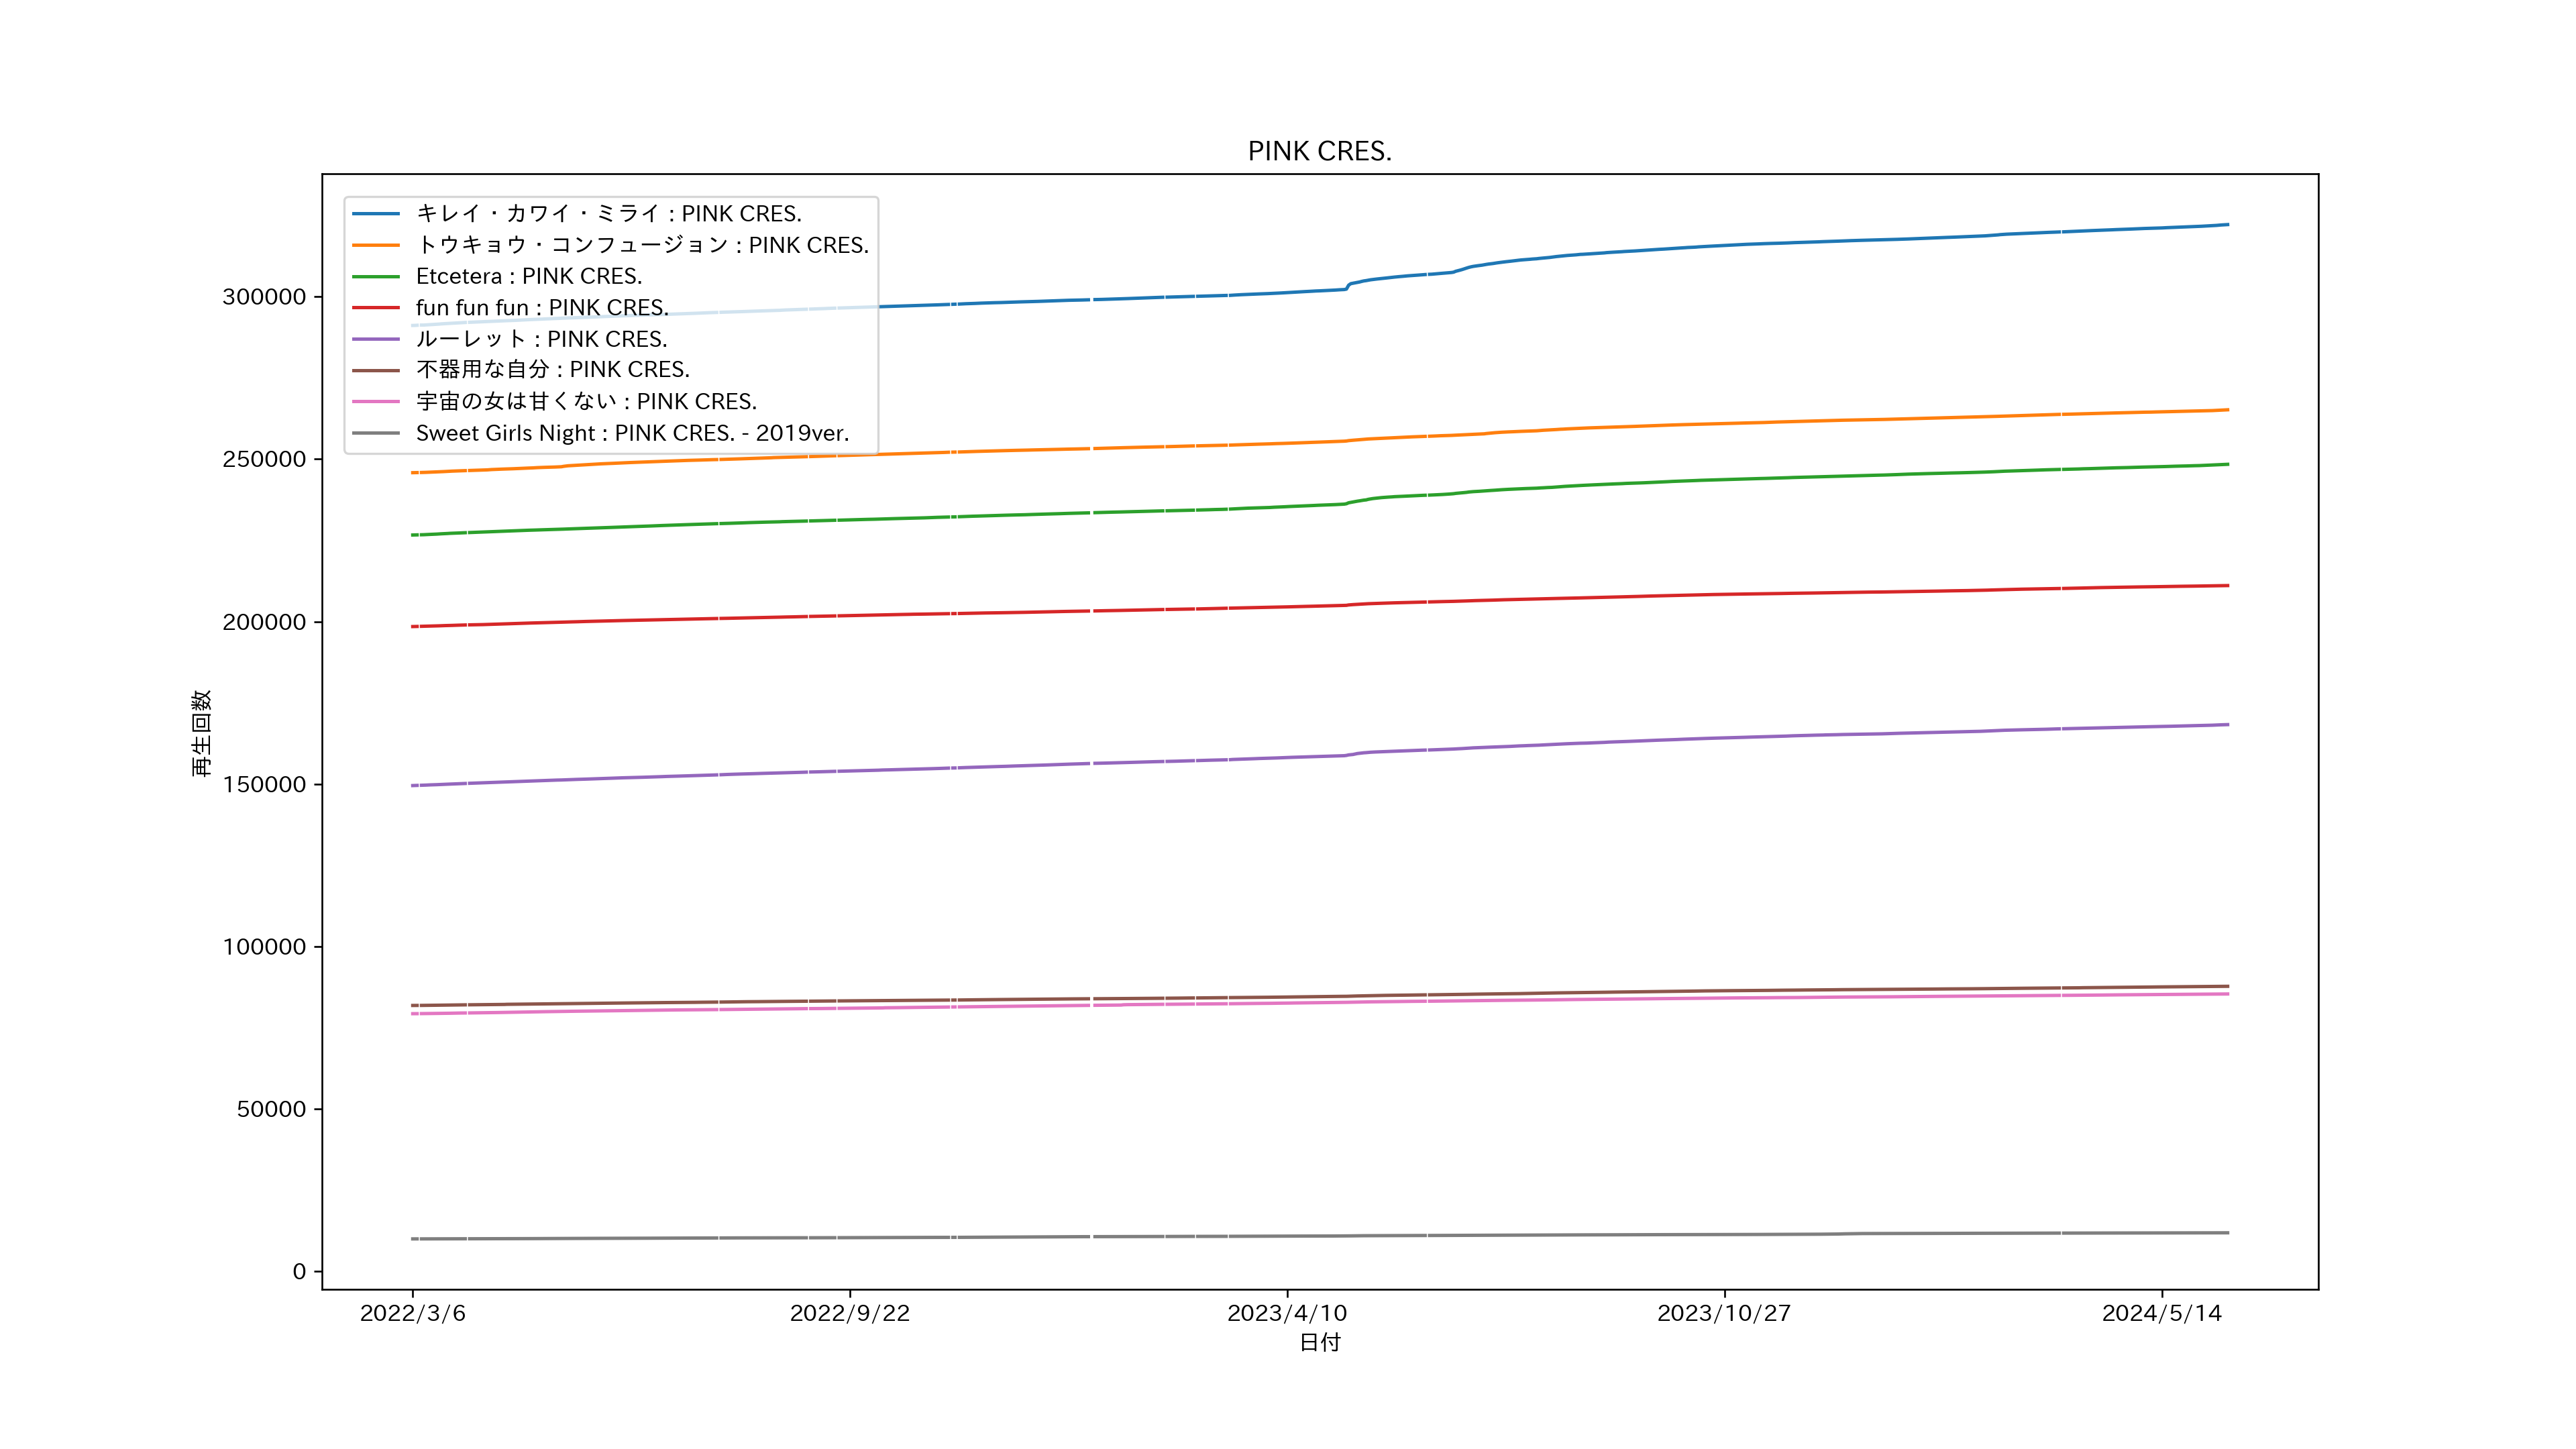 PINK CRES.
キレイ・カワイ・ミライ : PINK CRES.
トウキョウ・コンフュージョン : PINK CRES.
Etcetera : PINK CRES.
fun fun fun : PINK CRES.
ルーレット : PINK CRES.
不器用な自分 : PINK CRES.
宇宙の女は甘くない : PINK CRES.
Sweet Girls Night : PINK CRES. - 2019ver.
300000
250000
200000
150000
100000
50000
0
再生回数
2022/3/6
2022/9/22
2023/4/10
2023/10/27
2024/5/14
日付